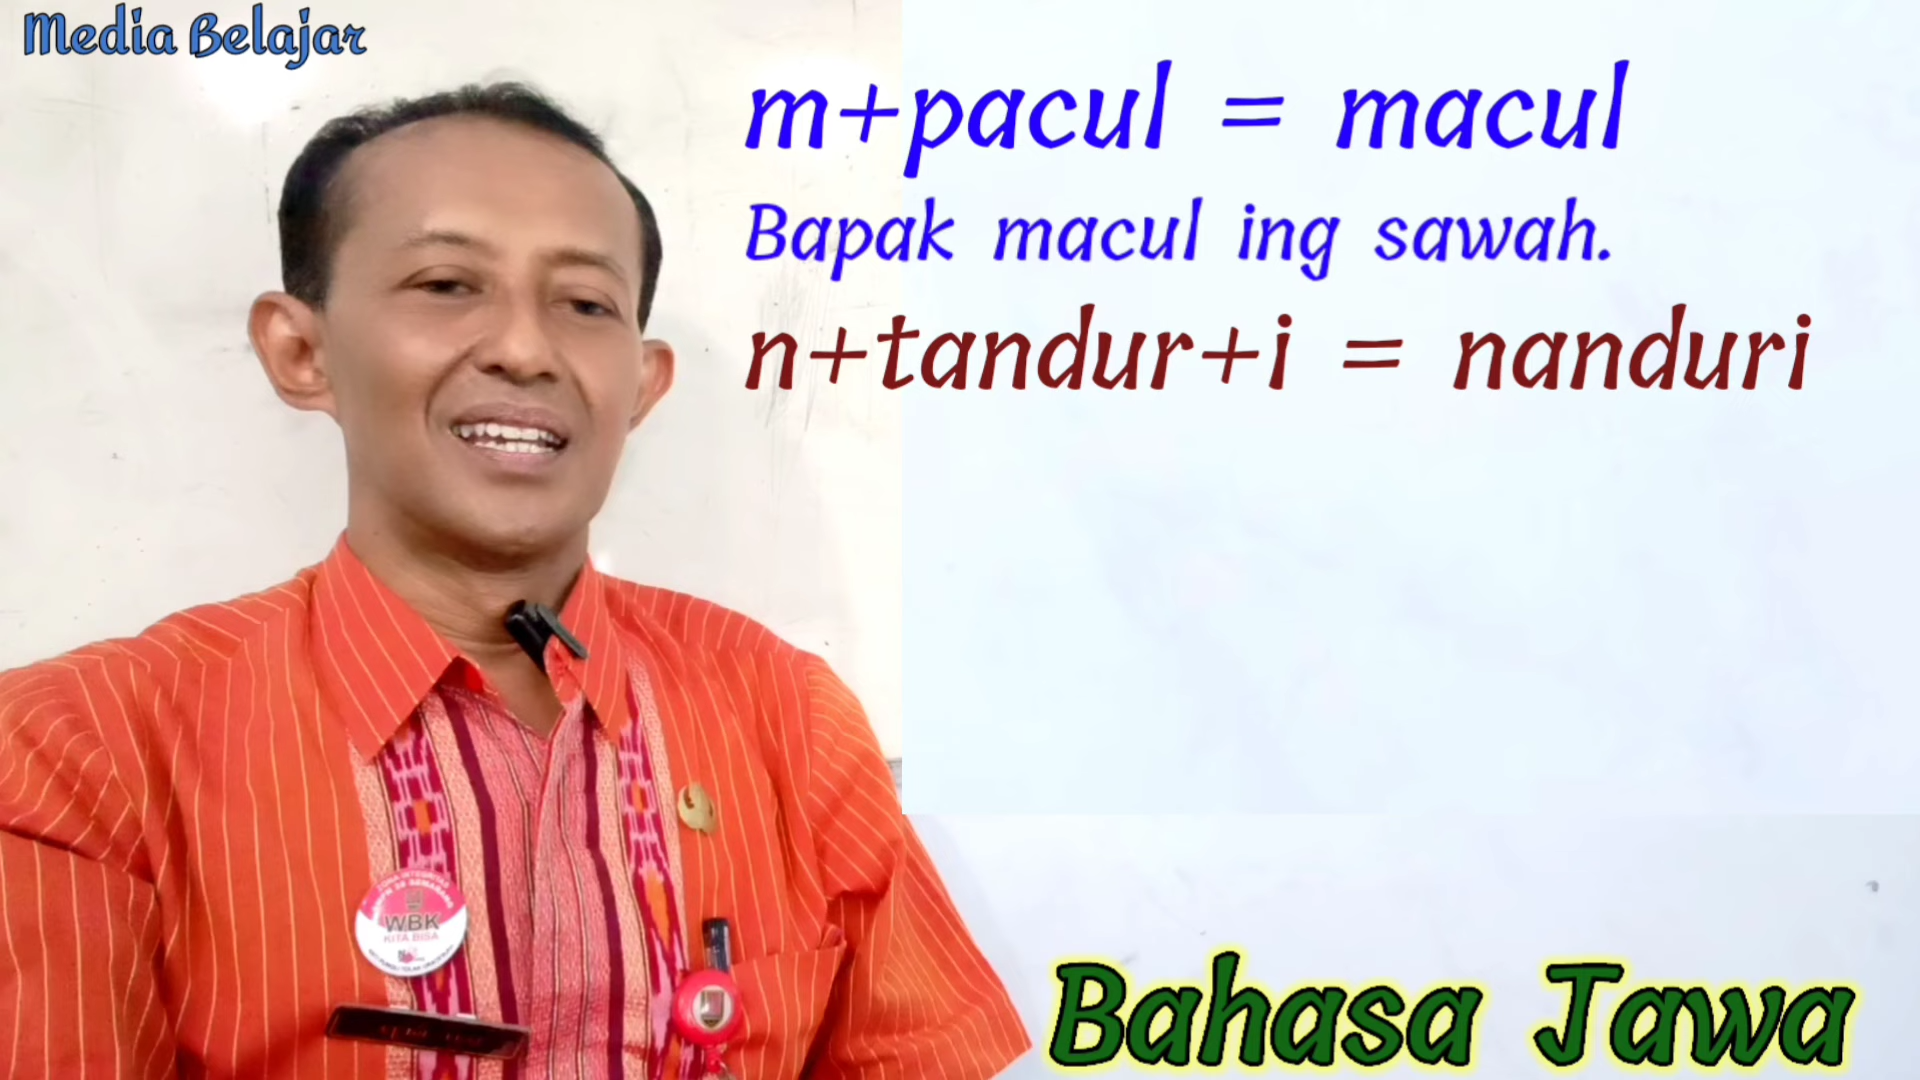 Media Belajar
m+pacul = macul
Bapak macul ing sawah.
n+tandur+i = nanduri
WBK
KITA BISA
Bahasa Jawa